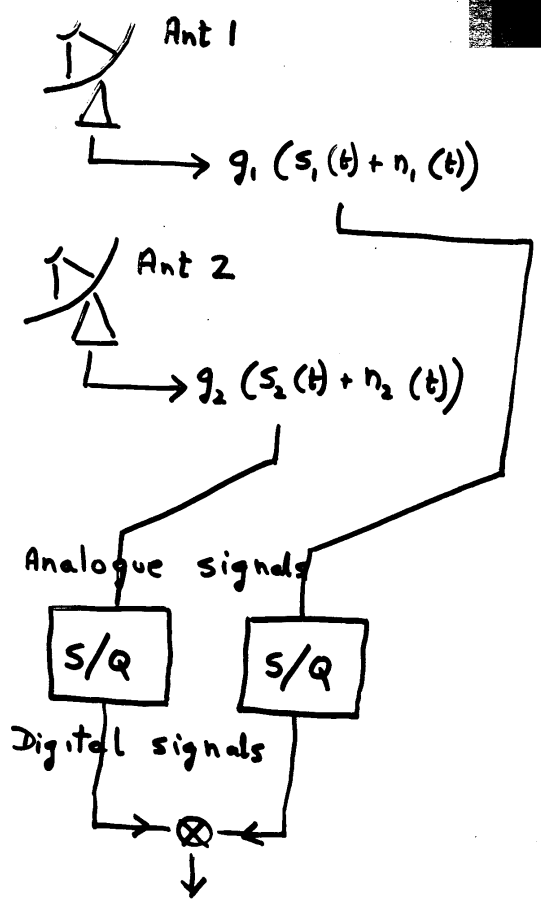 Ant 1
g₁ (s₁(t) + n₁(t))
Ant 2
g₂ (s₂(t) + n₂(t))
Analogue signals
S/Q S/Q
Digital signals